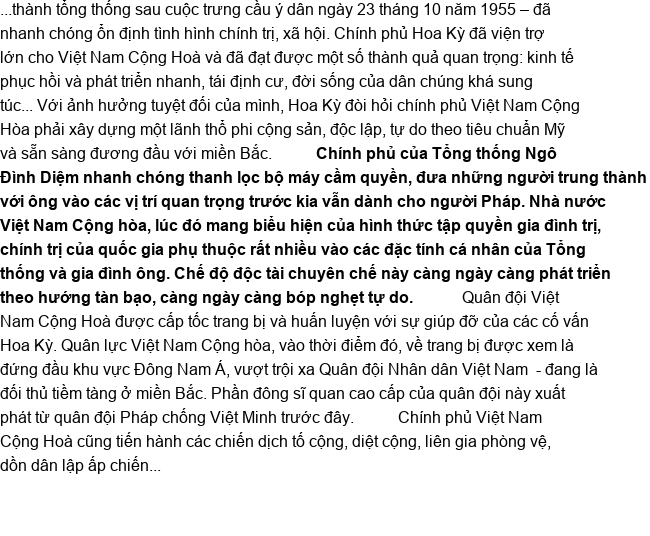 ...thành tổng thống sau cuộc trưng cầu ý dân ngày 23 tháng 10 năm 1955 – đã
nhanh chóng ổn định tình hình chính trị, xã hội. Chính phủ Hoa Kỳ đã viện trợ
lớn cho Việt Nam Cộng Hoà và đã đạt được một số thành quả quan trọng: kinh tế
phục hồi và phát triển nhanh, tái định cư, đời sống của dân chúng khá sung
túc... Với ảnh hưởng tuyệt đối của mình, Hoa Kỳ đòi hỏi chính phủ Việt Nam Cộng
Hòa phải xây dựng một lãnh thổ phi cộng sản, độc lập, tự do theo tiêu chuẩn Mỹ
và sẵn sàng đương đầu với miền Bắc. Chính phủ của Tổng thống Ngô
Đình Diệm nhanh chóng thanh lọc bộ máy cầm quyền, đưa những người trung thành
với ông vào các vị trí quan trọng trước kia vẫn dành cho người Pháp. Nhà nước
Việt Nam Cộng hòa, lúc đó mang biểu hiện của hình thức tập quyền gia đình trị,
chính trị của quốc gia phụ thuộc rất nhiều vào các đặc tính cá nhân của Tổng
thống và gia đình ông. Chế độ độc tài chuyên chế này càng ngày càng phát triển
theo hướng tàn bạo, càng ngày càng bóp nghẹt tự do. Quân đội Việt
Nam Cộng Hoà được cấp tốc trang bị và huấn luyện với sự giúp đỡ của các cố vấn
Hoa Kỳ. Quân lực Việt Nam Cộng hòa, vào thời điểm đó, về trang bị được xem là
đứng đầu khu vực Đông Nam Á, vượt trội xa Quân đội Nhân dân Việt Nam - đang là
đối thủ tiềm tàng ở miền Bắc. Phần đông sĩ quan cao cấp của quân đội này xuất
phát từ quân đội Pháp chống Việt Minh trước đây. Chính phủ Việt Nam
Cộng Hoà cũng tiến hành các chiến dịch tố cộng, diệt cộng, liên gia phòng vệ,
dồn dân lập ấp chiến...